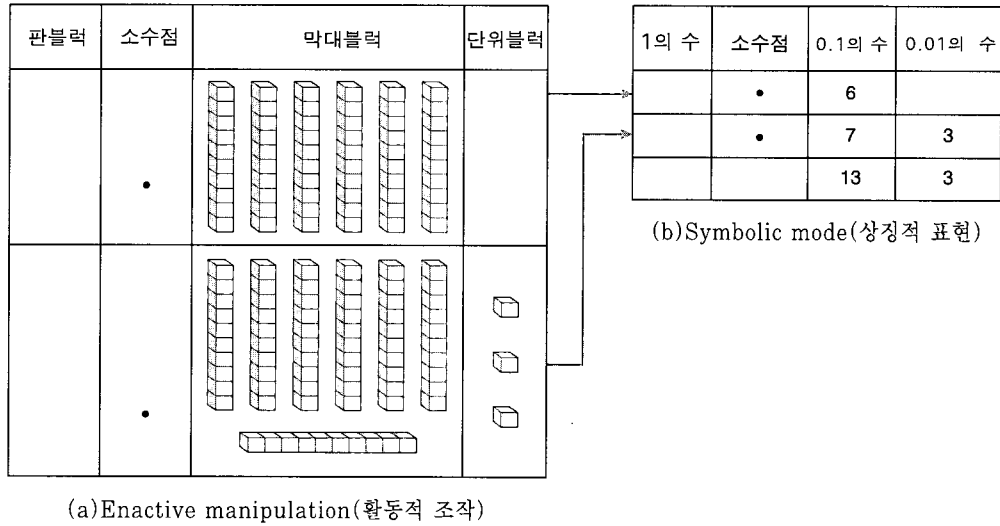 판블럭 소수점 막대블럭 단위블럭
•
•
(a)Enactive manipulation(활동적 조작)
1의 수 소수점 0.1의 수 0.01의 수
• 6
• 7 3
13 3
(b)Symbolic mode(상징적 표현)